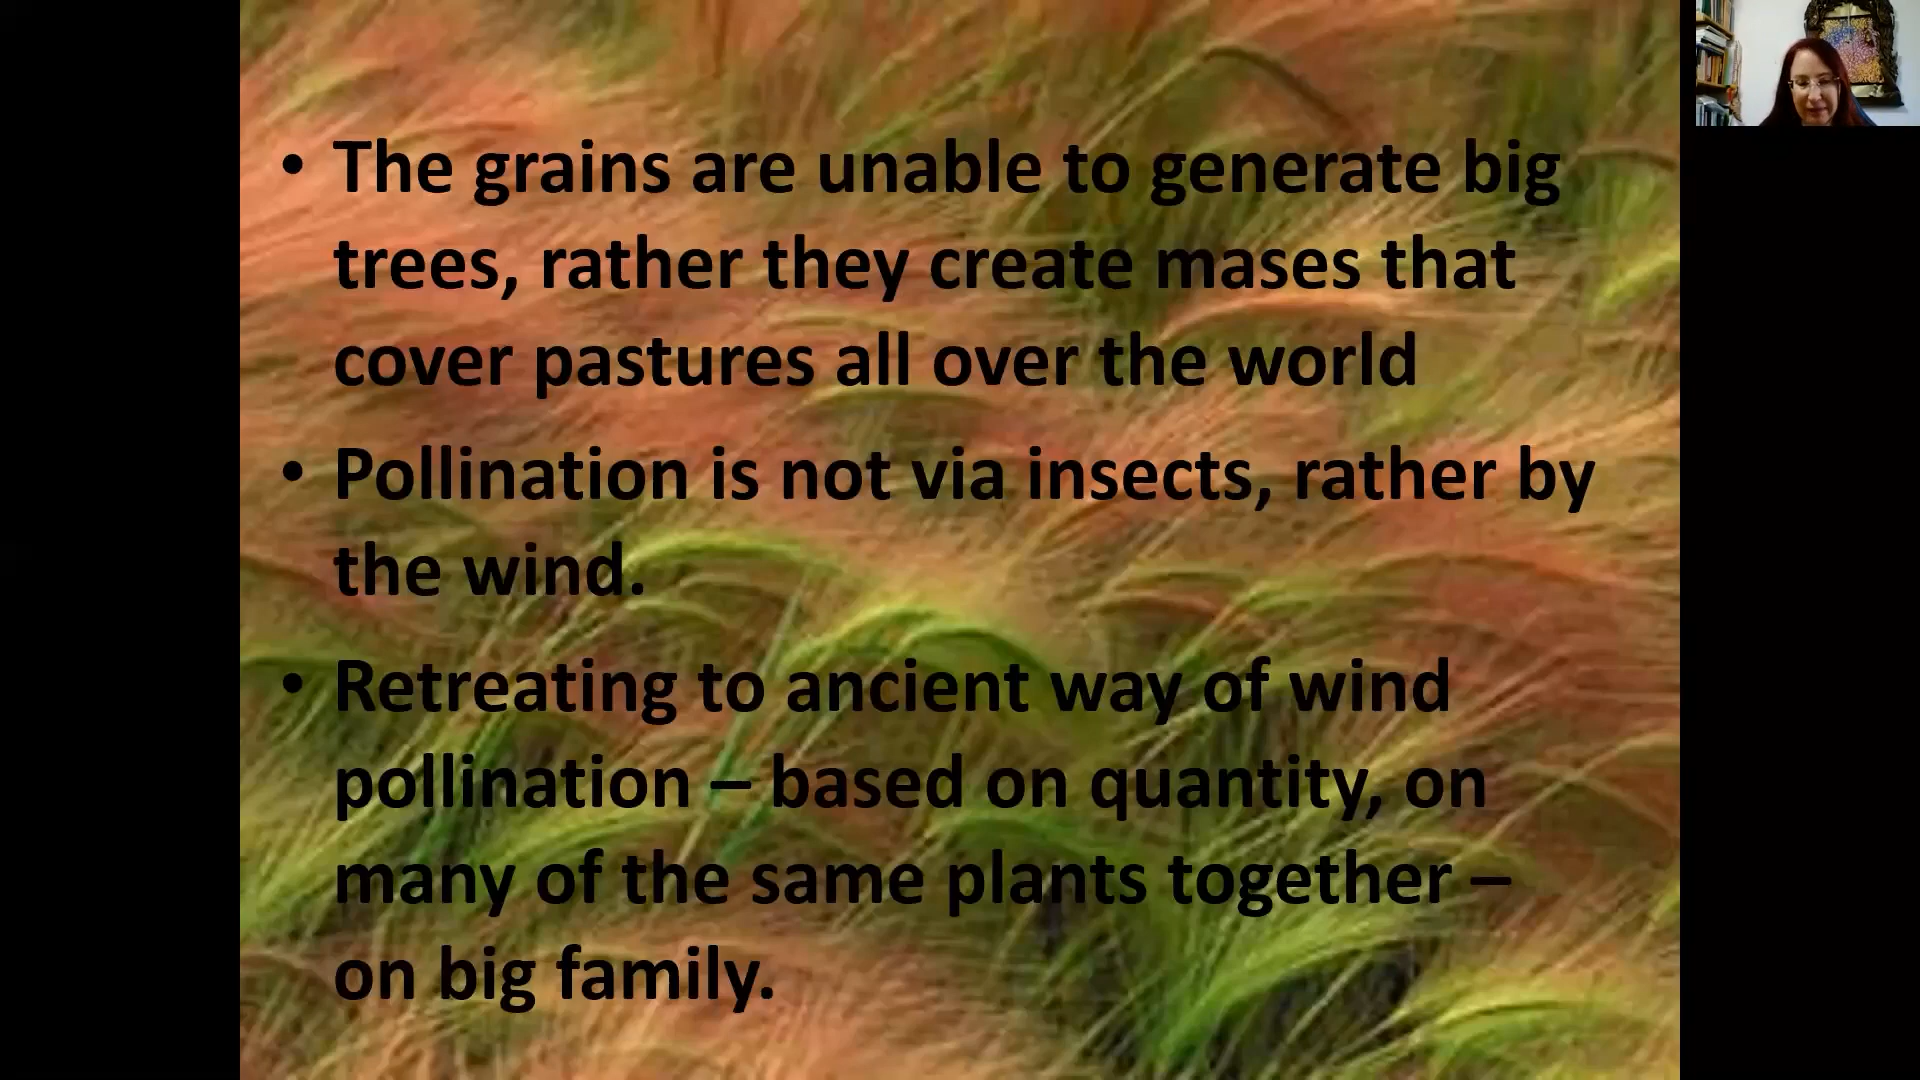 • The grains are unable to generate big
trees, rather they create mases that
cover pastures all over the world
• Pollination is not via insects, rather by
the wind.
• Retreating to ancient way of wind
pollination – based on quantity, on
many of the same plants together –
on big family.